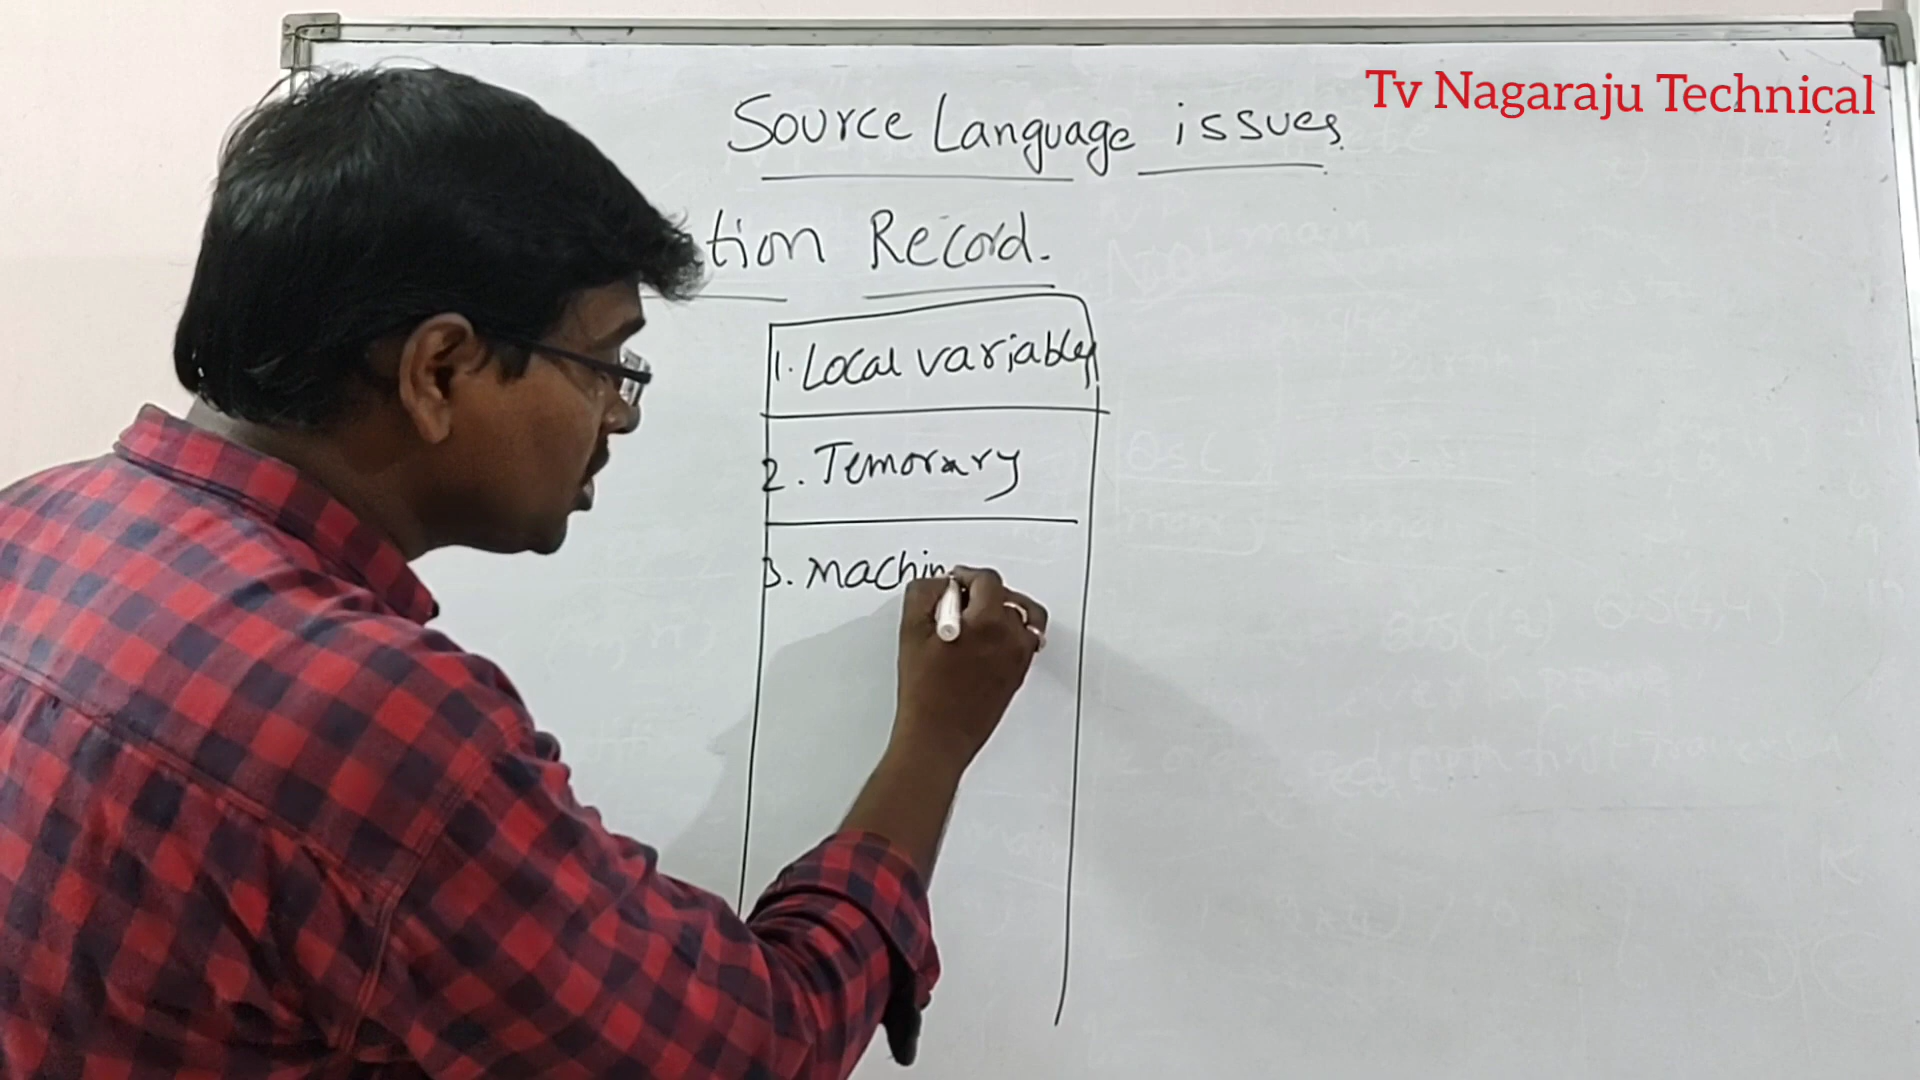 Tv Nagaraju Technical
Source Language issues
tion Record.
1. Local variables
2. Temorary
3. machin